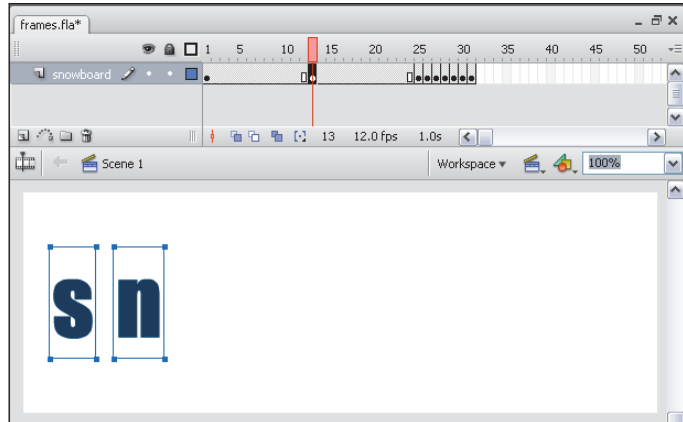 frames.fla*
1 5 10 15 20 25 30 35 40 45 50
snowboard
13 12.0 fps 1.0s
Scene 1 Workspace 100%
s n